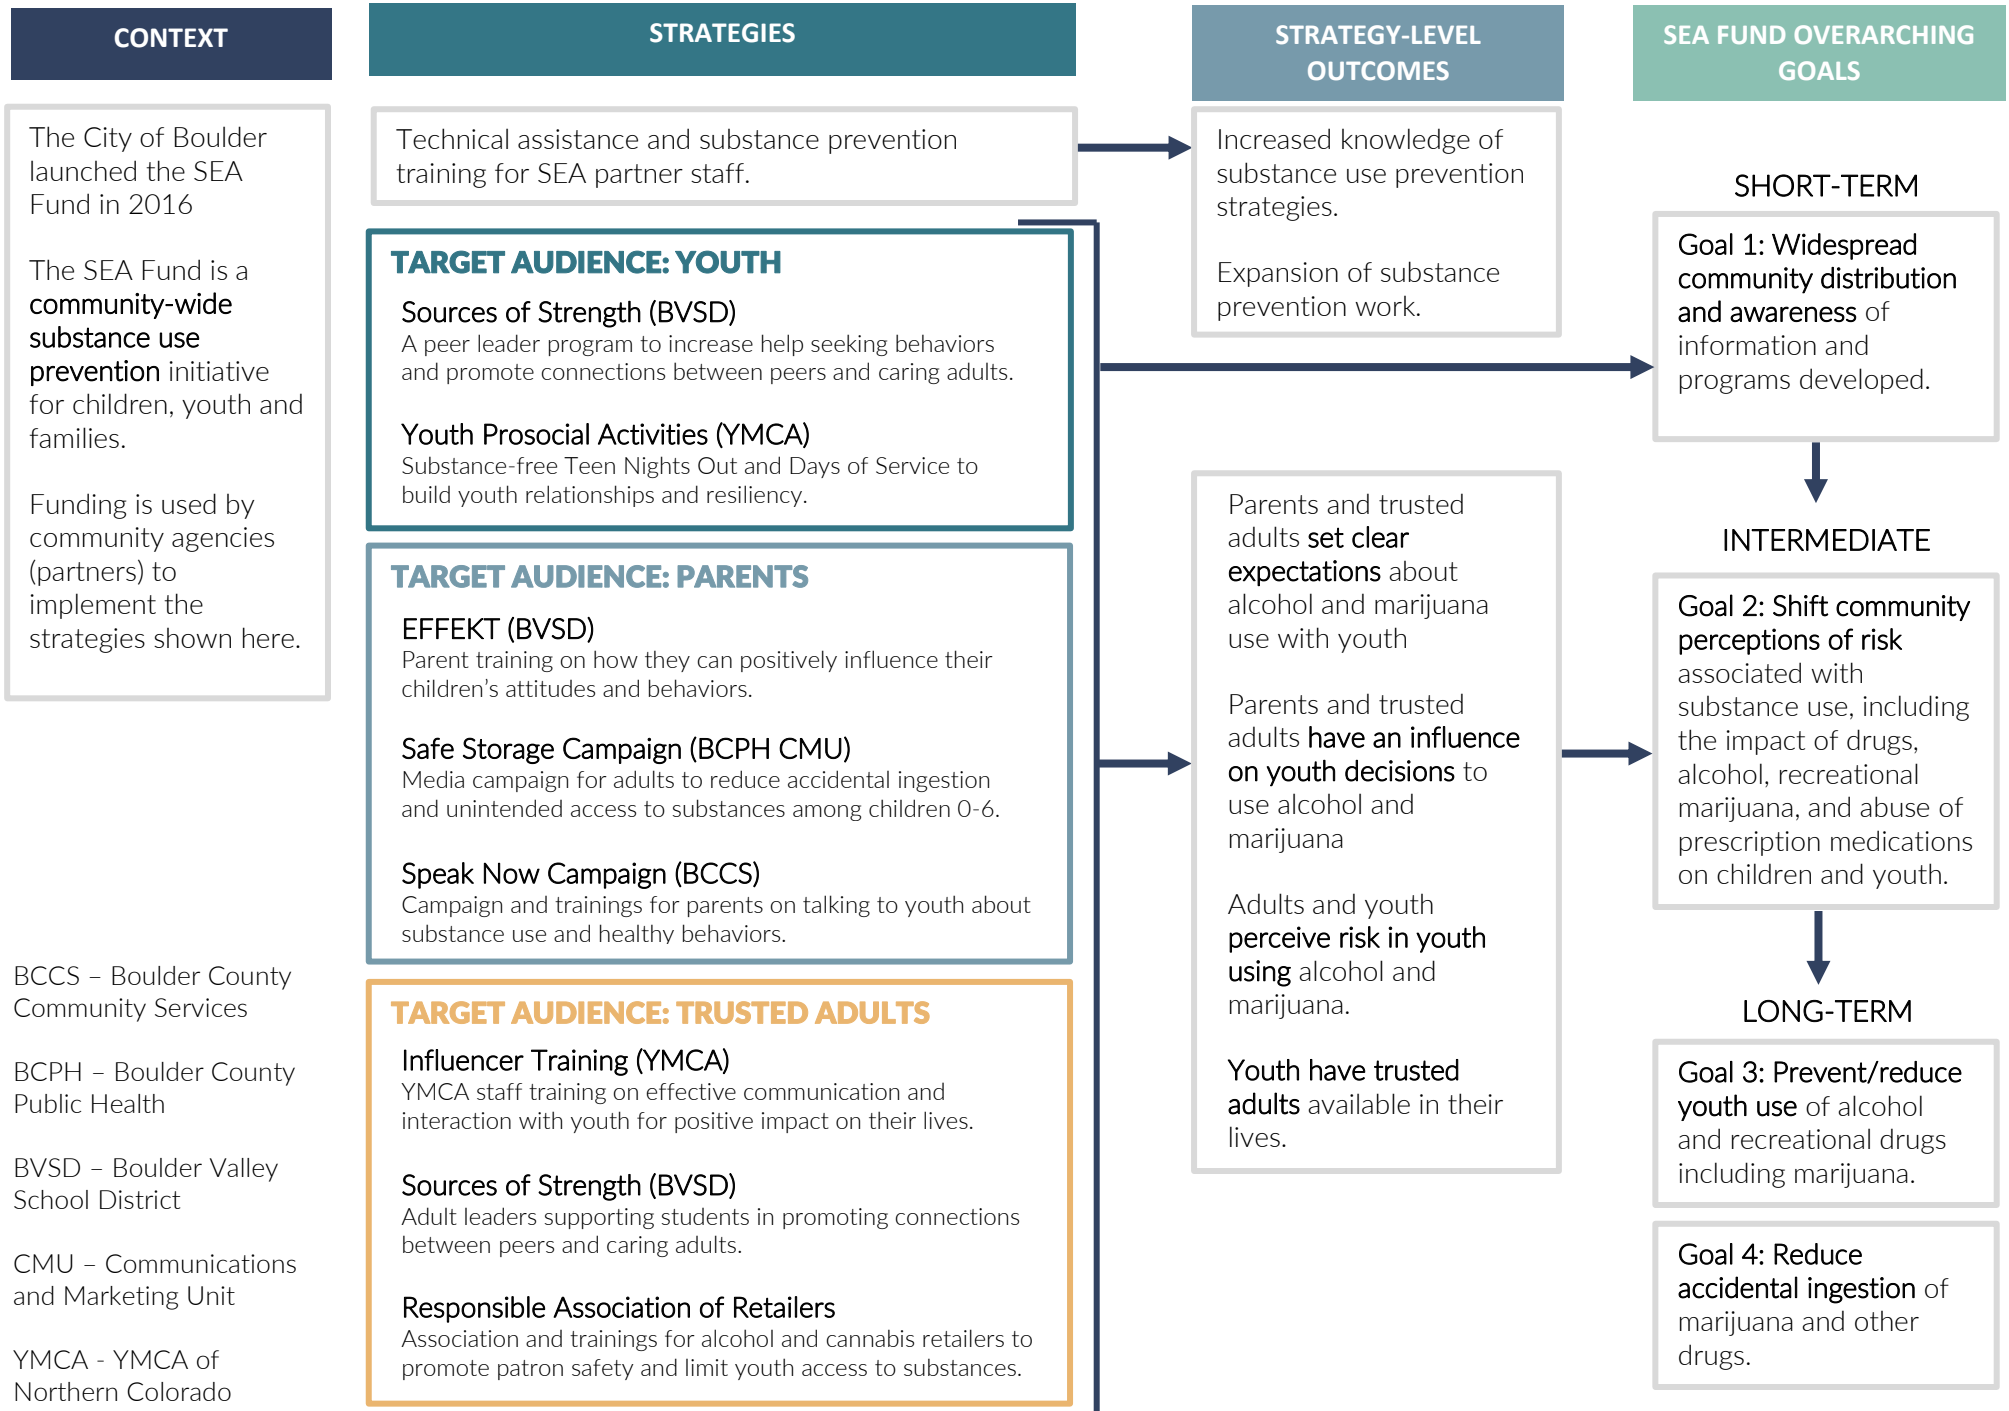 CONTEXT
The City of Boulder
launched the SEA
Fund in 2016
The SEA Fund is a
community-wide
substance use
prevention initiative
for children, youth and
families.
Funding is used by
community agencies
(partners) to
implement the
strategies shown here.
BCCS – Boulder County
Community Services
BCPH – Boulder County
Public Health
BVSD – Boulder Valley
School District
CMU – Communications
and Marketing Unit
YMCA - YMCA of
Northern Colorado
STRATEGIES
Technical assistance and substance prevention
training for SEA partner staff.
TARGET AUDIENCE: YOUTH
Sources of Strength (BVSD)
A peer leader program to increase help seeking behaviors
and promote connections between peers and caring adults.
Youth Prosocial Activities (YMCA)
Substance-free Teen Nights Out and Days of Service to
build youth relationships and resiliency.
TARGET AUDIENCE: PARENTS
EFFEKT (BVSD)
Parent training on how they can positively influence their
children’s attitudes and behaviors.
Safe Storage Campaign (BCPH CMU)
Media campaign for adults to reduce accidental ingestion
and unintended access to substances among children 0-6.
Speak Now Campaign (BCCS)
Campaign and trainings for parents on talking to youth about
substance use and healthy behaviors.
TARGET AUDIENCE: TRUSTED ADULTS
Influencer Training (YMCA)
YMCA staff training on effective communication and
interaction with youth for positive impact on their lives.
Sources of Strength (BVSD)
Adult leaders supporting students in promoting connections
between peers and caring adults.
Responsible Association of Retailers
Association and trainings for alcohol and cannabis retailers to
promote patron safety and limit youth access to substances.
STRATEGY-LEVEL
OUTCOMES
Increased knowledge of
substance use prevention
strategies.
Expansion of substance
prevention work.
Parents and trusted
adults set clear
expectations about
alcohol and marijuana
use with youth
Parents and trusted
adults have an influence
on youth decisions to
use alcohol and
marijuana
Adults and youth
perceive risk in youth
using alcohol and
marijuana.
Youth have trusted
adults available in their
lives.
SEA FUND OVERARCHING
GOALS
SHORT-TERM
Goal 1: Widespread
community distribution
and awareness of
information and
programs developed.
INTERMEDIATE
Goal 2: Shift community
perceptions of risk
associated with
substance use, including
the impact of drugs,
alcohol, recreational
marijuana, and abuse of
prescription medications
on children and youth.
LONG-TERM
Goal 3: Prevent/reduce
youth use of alcohol
and recreational drugs
including marijuana.
Goal 4: Reduce
accidental ingestion of
marijuana and other
drugs.